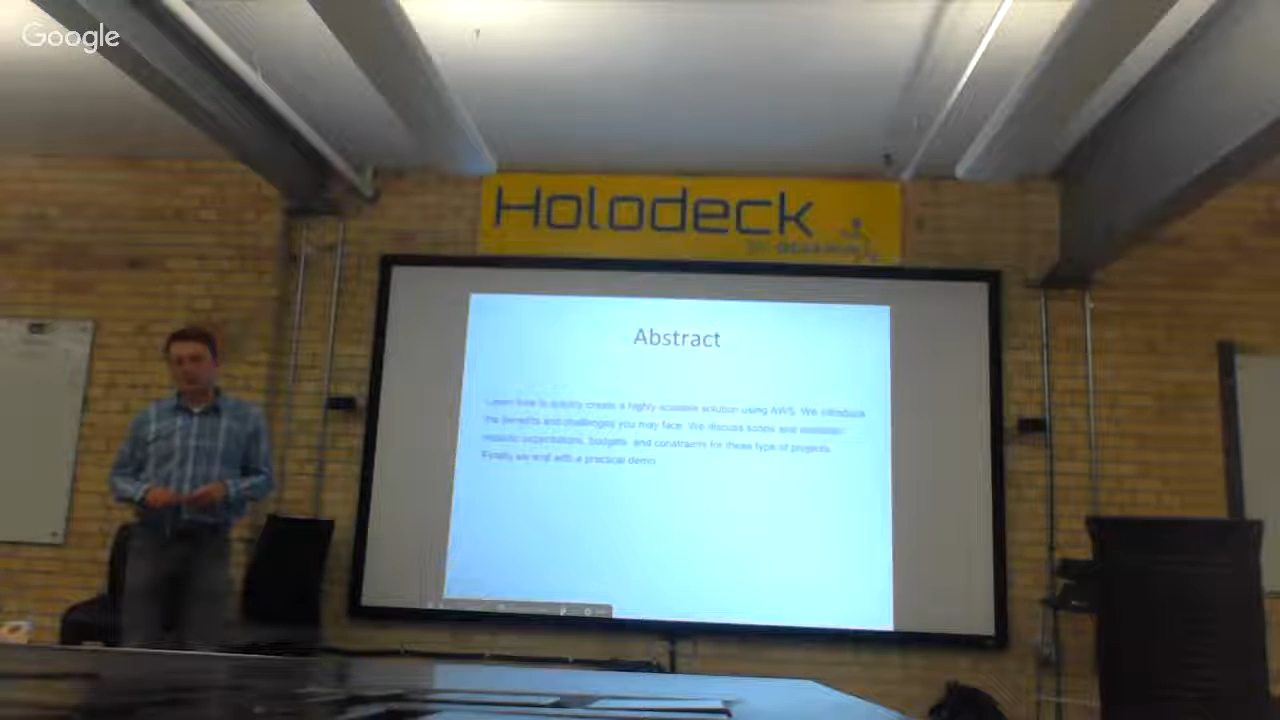 Google
Holodeck
BY
Abstract
Learn how to quickly create a highly scalable solution using AWS. We introduce
the benefits and challenges you may face. We discuss scope and
realistic expectations, budgets, and constraints for these type of projects.
Finally we end with a practical demo